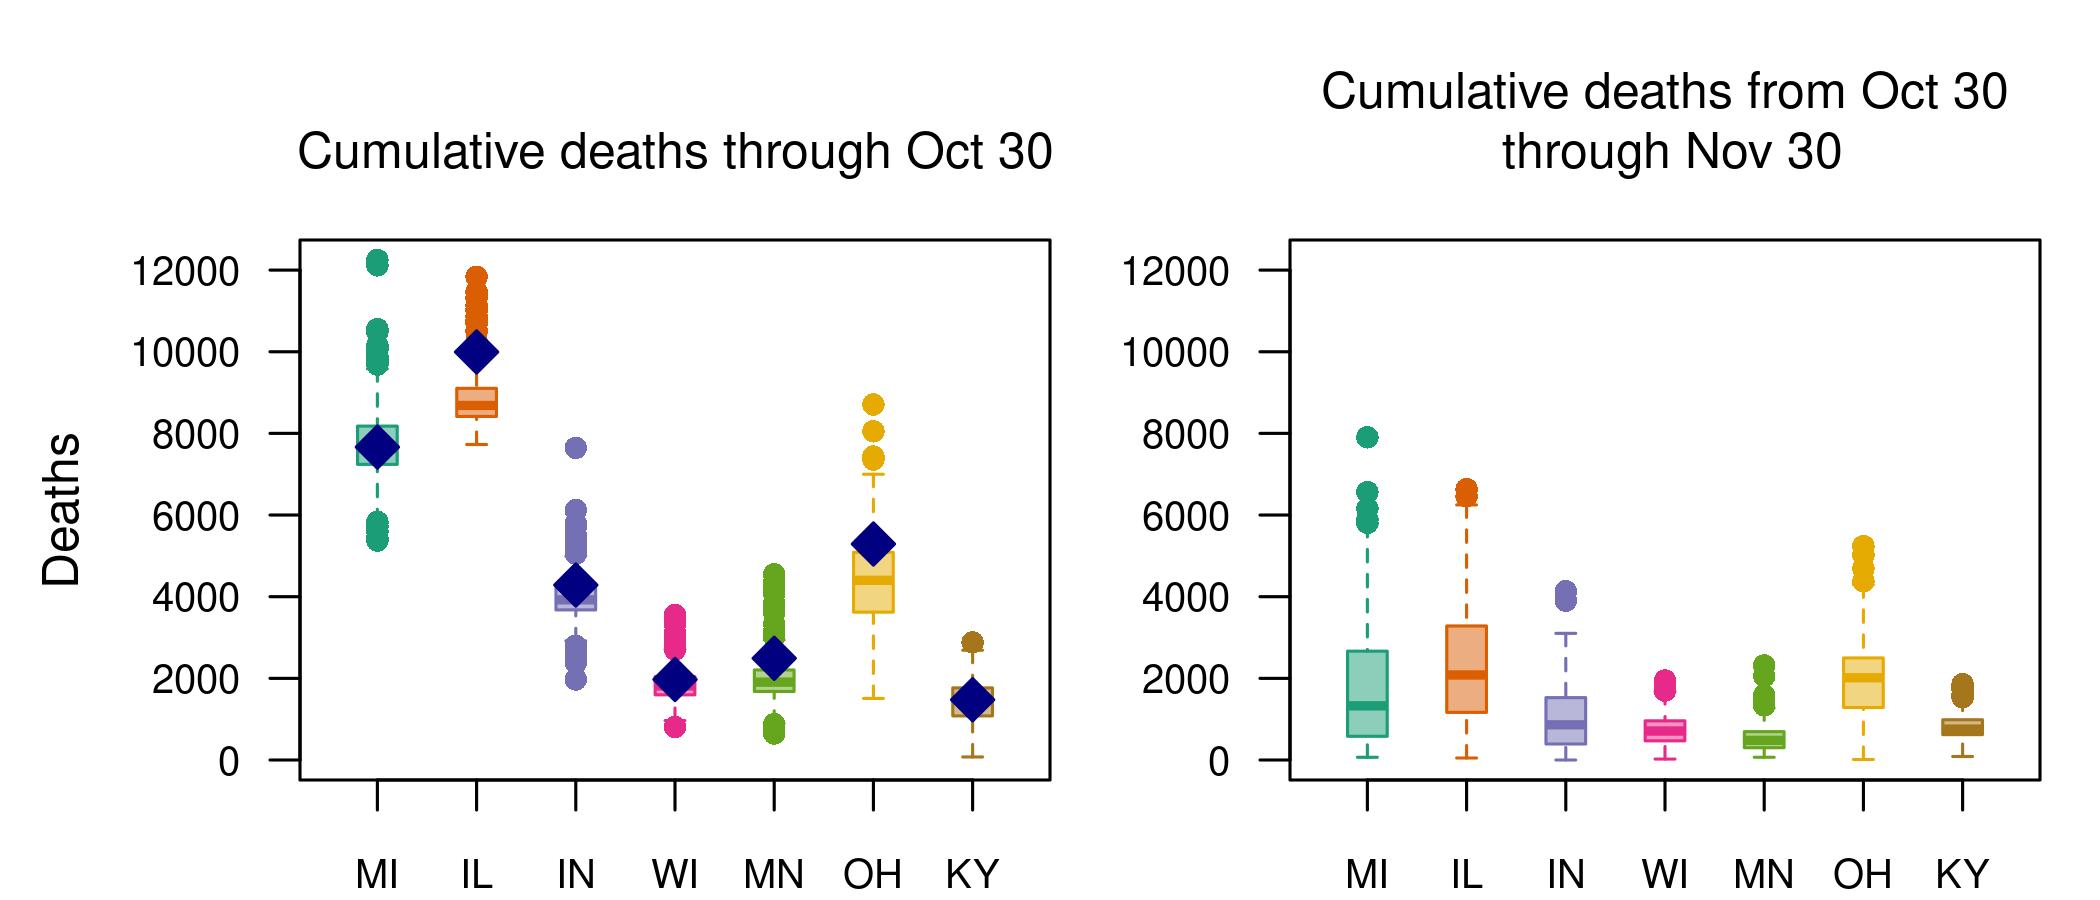 Cumulative deaths through Oct 30
Deaths
12000
10000
8000
6000
4000
2000
0
MI IL IN WI MN OH KY
Cumulative deaths from Oct 30
through Nov 30
12000
10000
8000
6000
4000
2000
0
MI IL IN WI MN OH KY